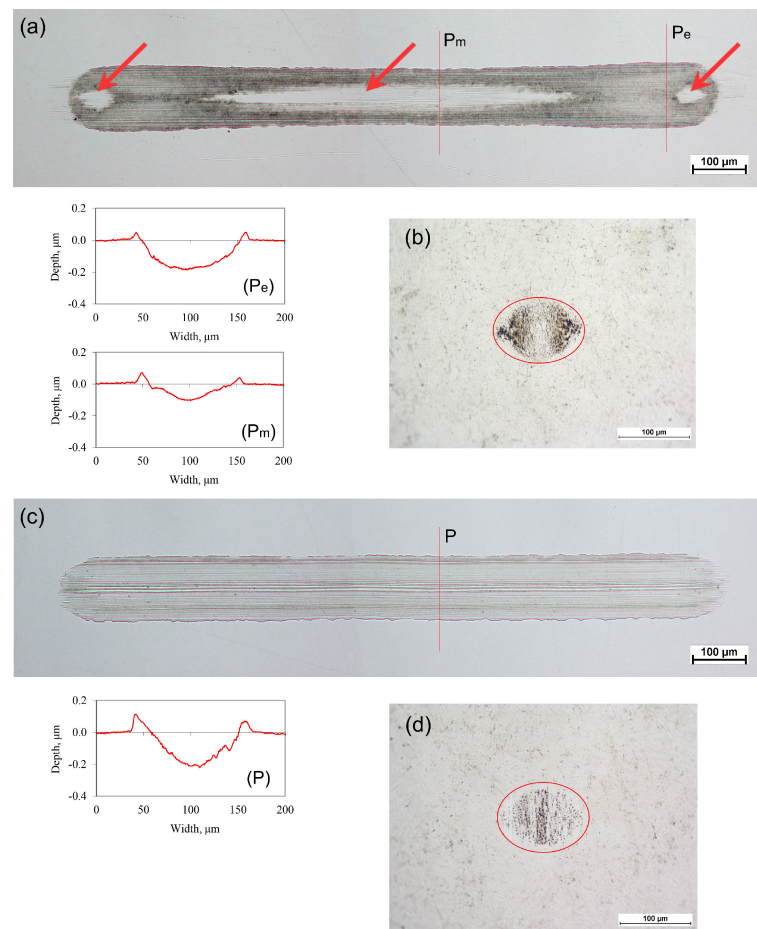 (a)
Pm
Pe
100 µm
0.2
0.0
-0.2
-0.4
Depth, µm
(Pe)
0 50 100 150 200
Width, µm
(b)
100 µm
0.2
0.0
-0.2
-0.4
Depth, µm
(Pm)
0 50 100 150 200
Width, µm
(c)
P
100 µm
0.2
0.0
-0.2
-0.4
Depth, µm
(P)
0 50 100 150 200
Width, µm
(d)
100 µm